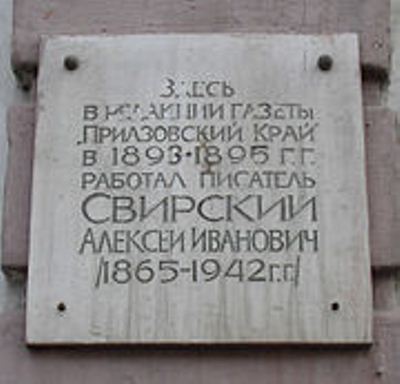 ЗДЕСЬ
В РЕДАКЦИИ ГАЗЕТЫ
„ПРИАЗОВСКИЙ КРАЙ"
В 1893-1895 Г.Г.
РАБОТАЛ ПИСАТЕЛЬ
СВИРСКИЙ
АЛЕКСЕЙ ИВАНОВИЧ
/1865-1942 г.г./